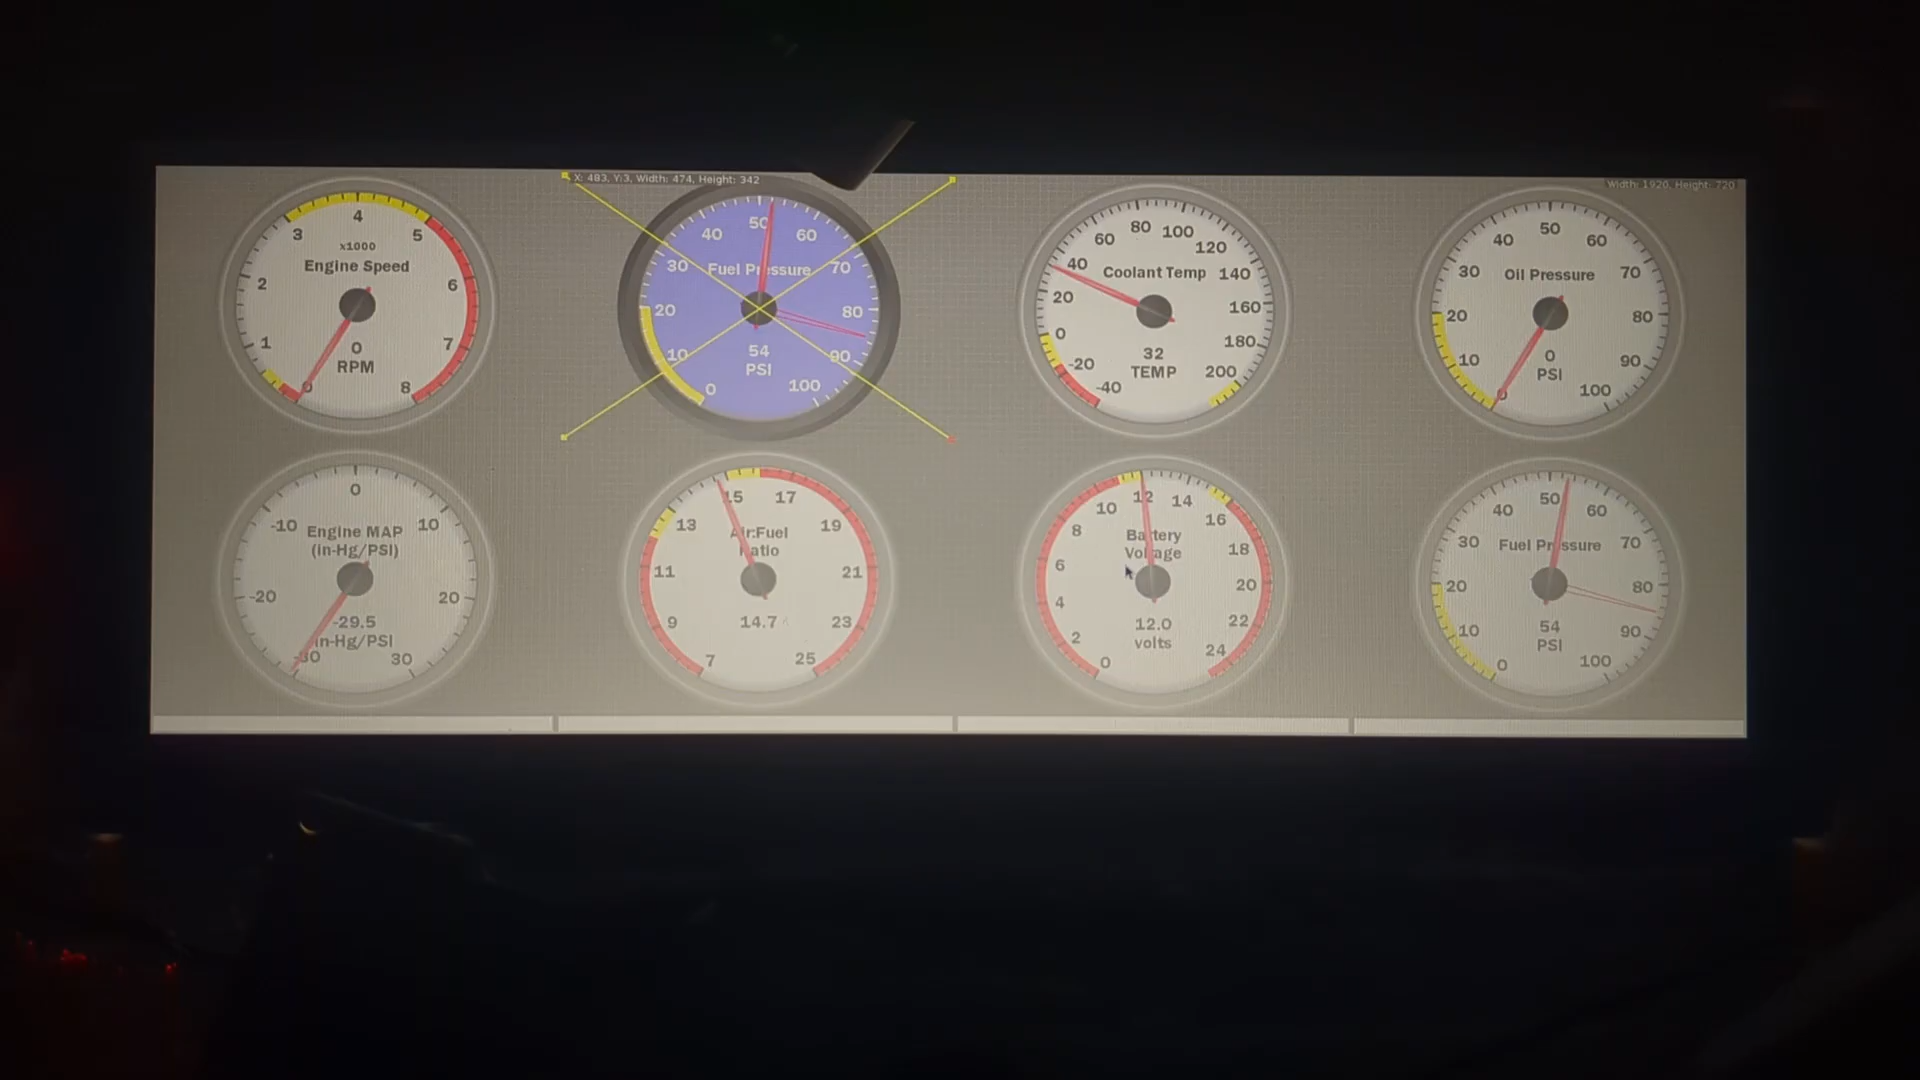 X: 483, Y:3, Width: 474, Height: 342
Width: 1920, Height: 720
0 1 2 3 4 5 6 7 8
x1000
Engine Speed
0
RPM
0 10 20 30 40 50 60 70 80 90 100
Fuel Pressure
54
PSI
-40 -20 0 20 40 60 80 100 120 140 160 180 200
Coolant Temp
32
TEMP
0 10 20 30 40 50 60 70 80 90 100
Oil Pressure
0
PSI
-30 -20 -10 0 10 20 30
Engine MAP
(in-Hg/PSI)
-29.5
in-Hg/PSI
7 9 11 13 15 17 19 21 23 25
Air:Fuel
Ratio
14.7
0 2 4 6 8 10 12 14 16 18 20 22 24
Battery
Voltage
12.0
volts
0 10 20 30 40 50 60 70 80 90 100
Fuel Pressure
54
PSI